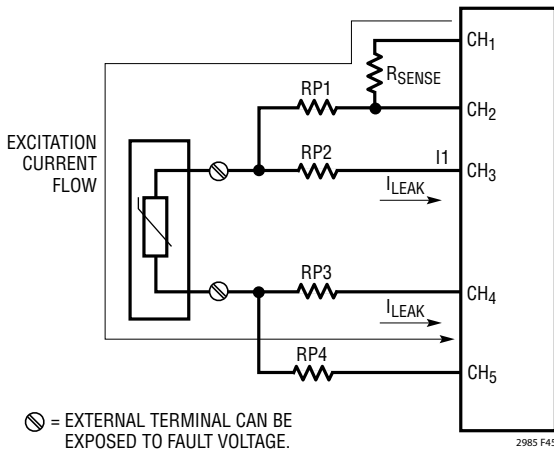 CH1
RSENSE
RP1
CH2
EXCITATION
CURRENT
FLOW
RP2
I1
CH3
ILEAK
RP3
CH4
ILEAK
RP4
CH5
= EXTERNAL TERMINAL CAN BE
EXPOSED TO FAULT VOLTAGE.
2985 F45